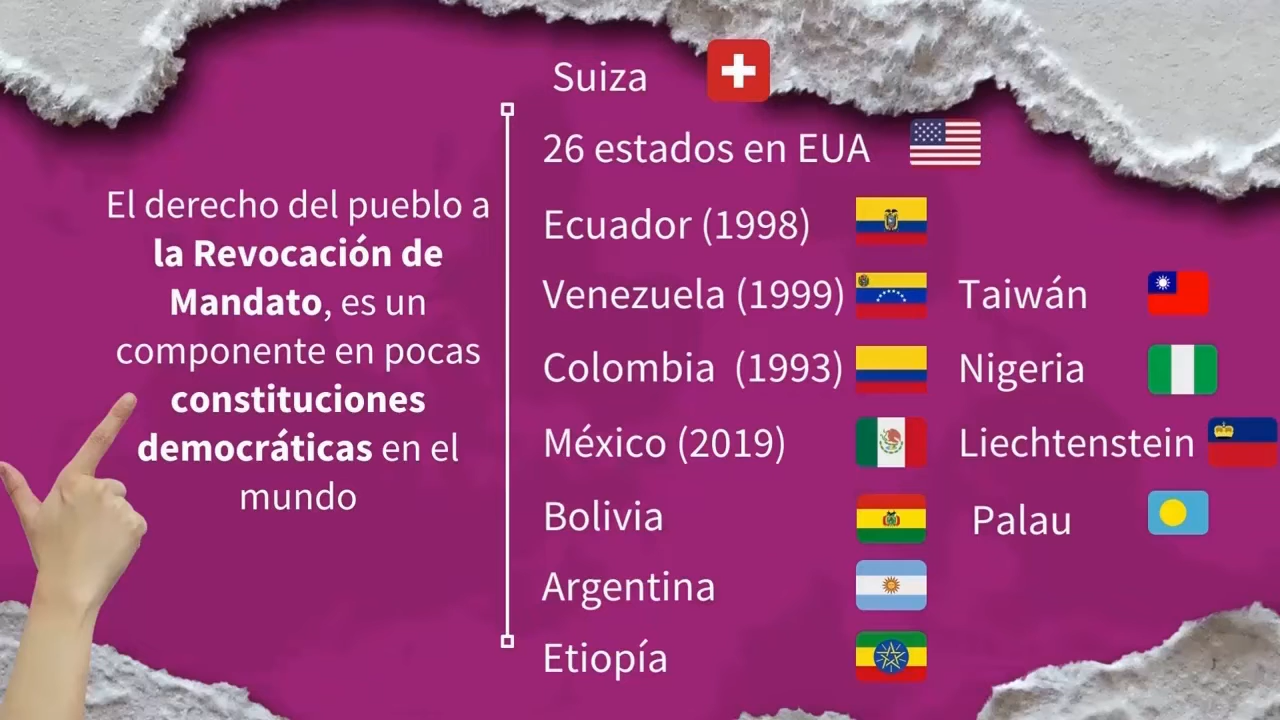 El derecho del pueblo a
la Revocación de
Mandato, es un
componente en pocas
constituciones
democráticas en el
mundo
Suiza
26 estados en EUA
Ecuador (1998)
Venezuela (1999)
Colombia (1993)
México (2019)
Bolivia
Argentina
Etiopía
Taiwán
Nigeria
Liechtenstein
Palau